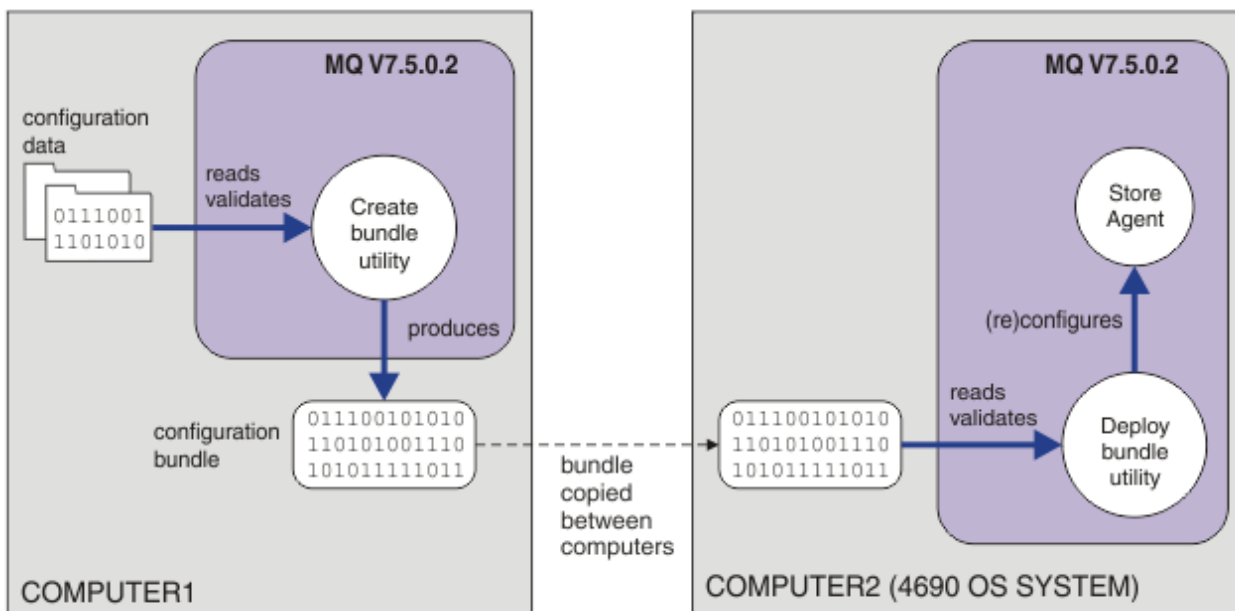 MQ V7.5.0.2
configuration
data
0111001
1101010
reads
validates
Create
bundle
utility
produces
configuration
bundle
011100101010
110101001110
101011111011
COMPUTER1
bundle
copied
between
computers
MQ V7.5.0.2
Store
Agent
(re)configures
reads
validates
011100101010
110101001110
101011111011
Deploy
bundle
utility
COMPUTER2 (4690 OS SYSTEM)